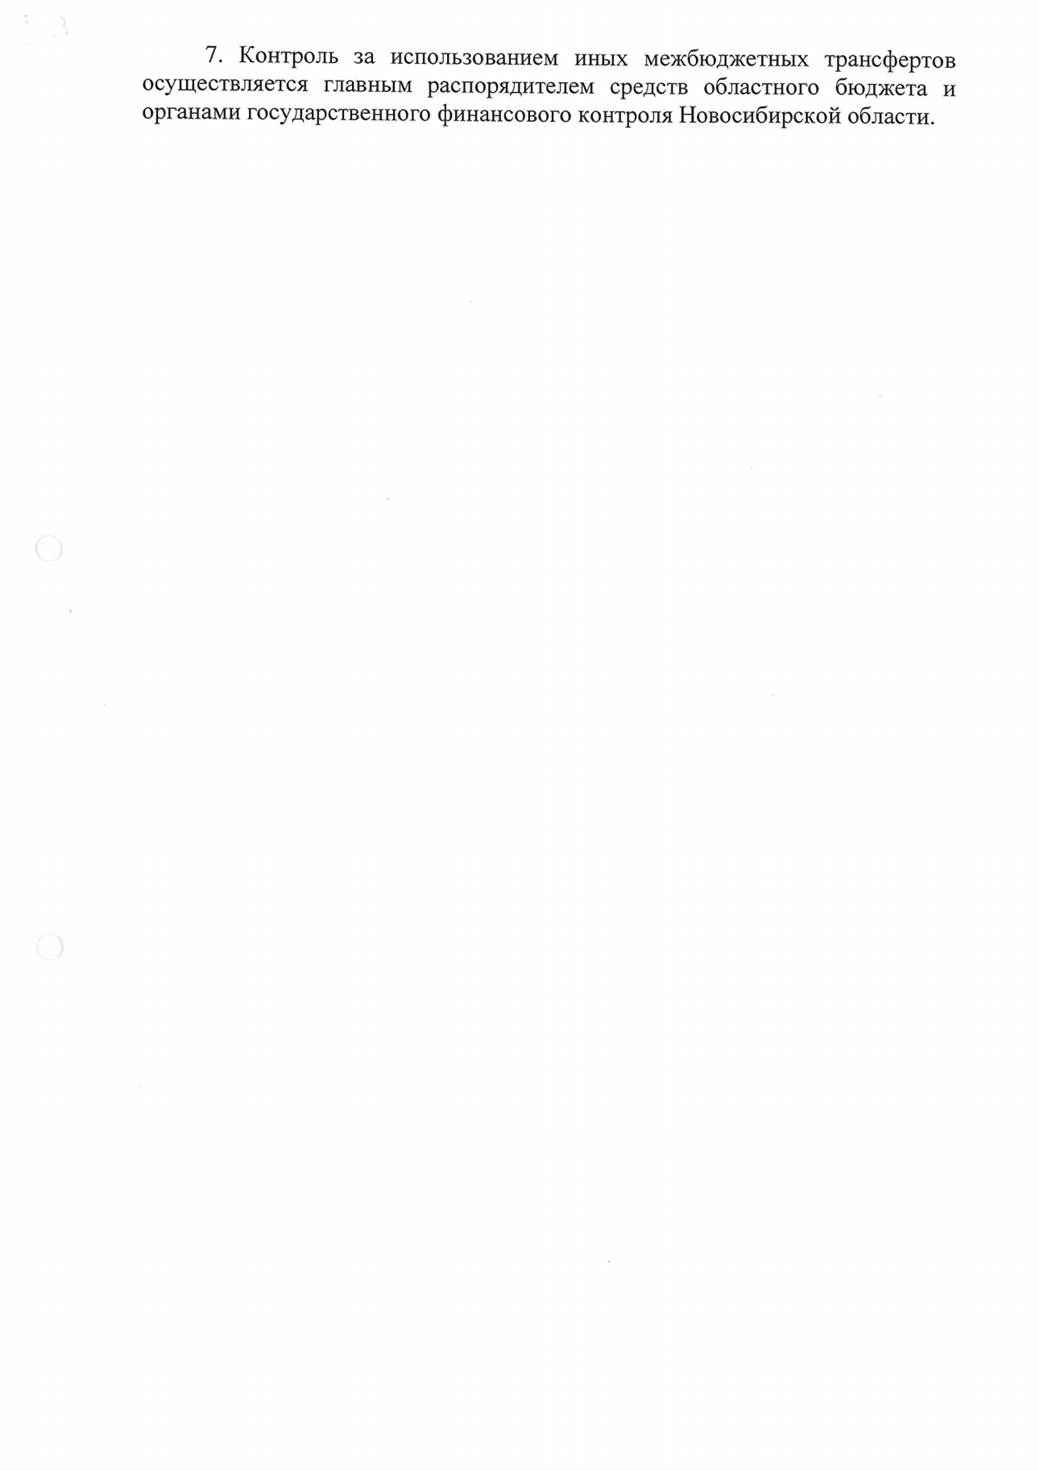 7. Контроль за использованием иных межбюджетных трансфертов
осуществляется главным распорядителем средств областного бюджета и
органами государственного финансового контроля Новосибирской области.